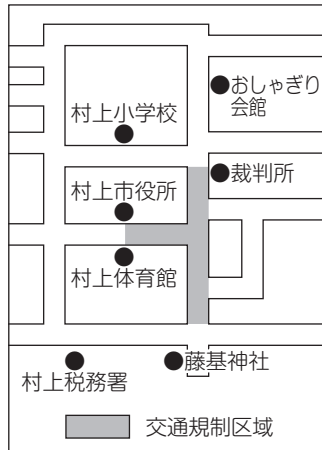 おしゃぎり
会館
村上小学校
裁判所
村上市役所
村上体育館
藤基神社
村上税務署
交通規制区域